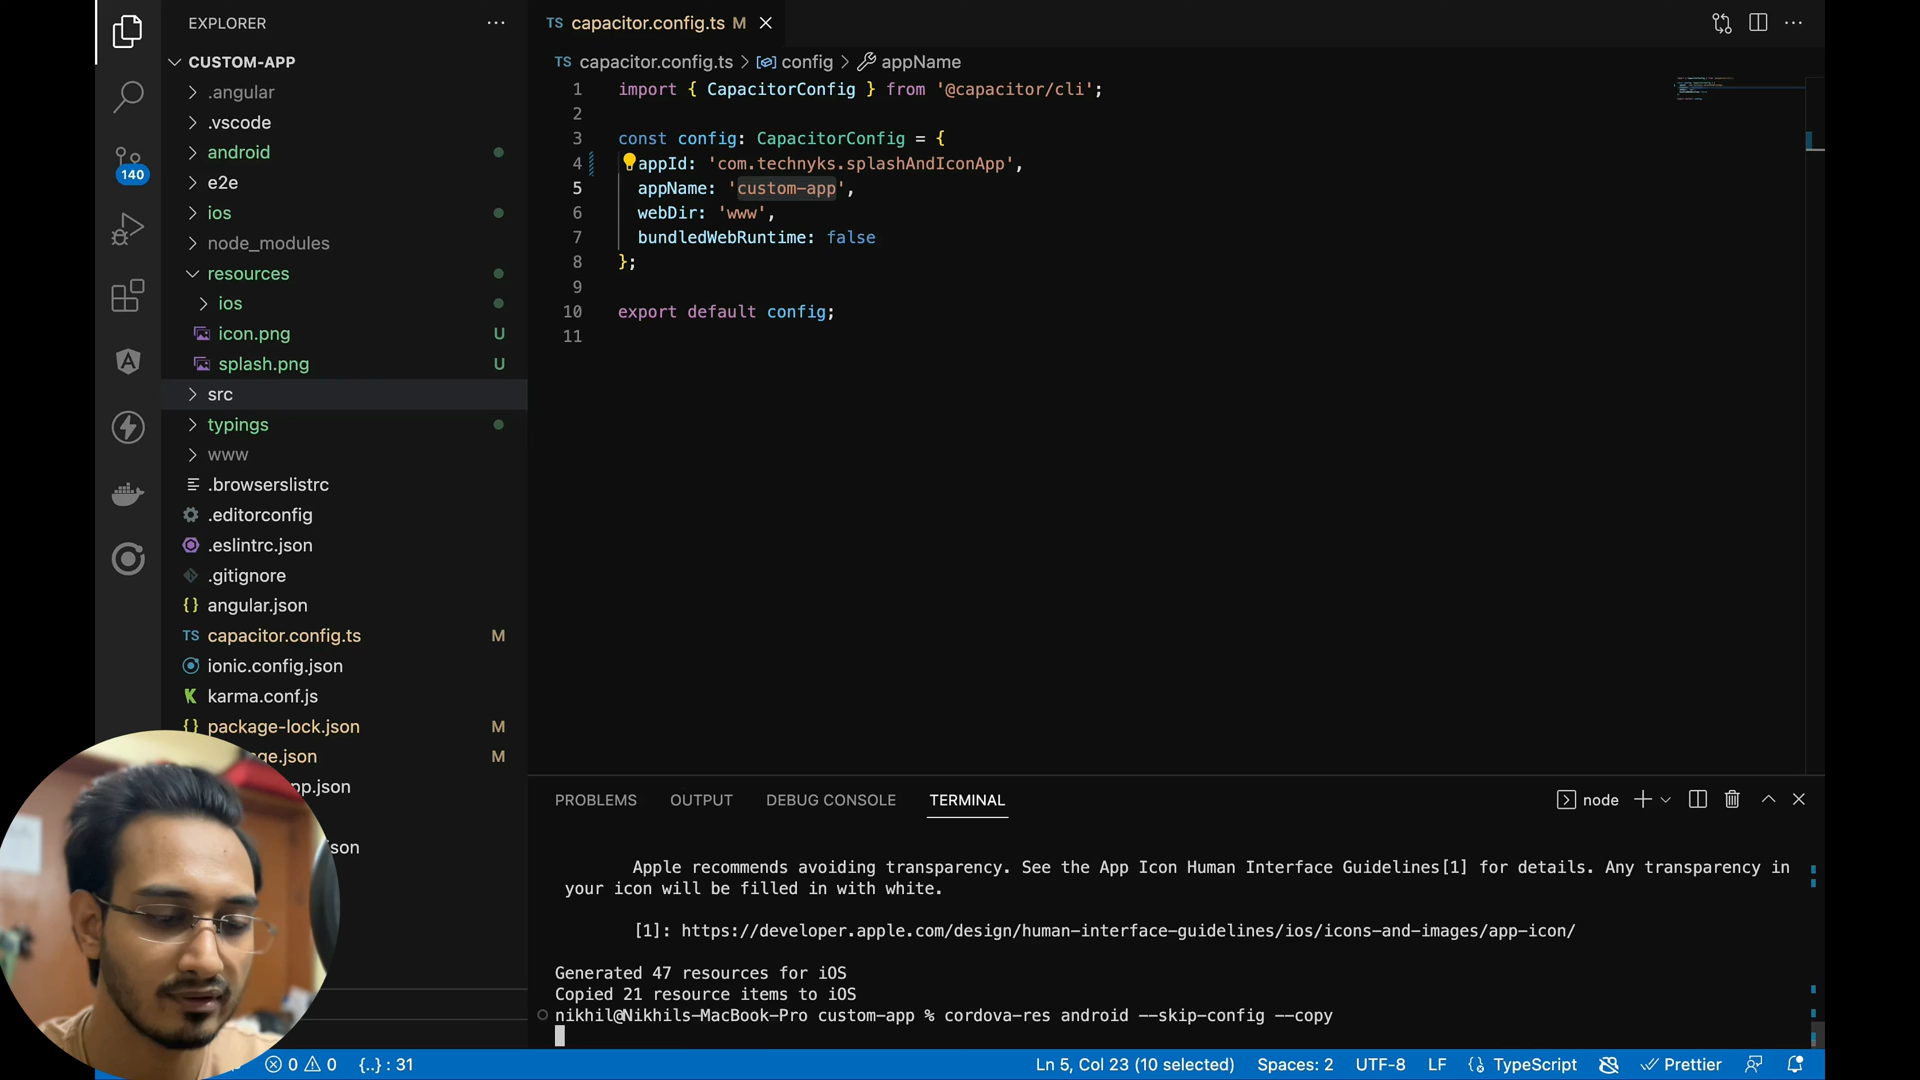 EXPLORER
CUSTOM-APP
.angular
.vscode
android
140
e2e
ios
node_modules
resources
ios
icon.png U
splash.png U
src
typings
www
.browserslistrc
.editorconfig
.eslintrc.json
.gitignore
{} angular.json
TS capacitor.config.ts M
ionic.config.json
K karma.conf.js
{} package-lock.json M
ge.json M
pp.json
son
TS capacitor.config.ts M
TS capacitor.config.ts > config > appName
1 import { CapacitorConfig } from '@capacitor/cli';
2
3 const config: CapacitorConfig = {
4 appId: 'com.technyks.splashAndIconApp',
5 appName: 'custom-app',
6 webDir: 'www',
7 bundledWebRuntime: false
8 };
9
10 export default config;
11
PROBLEMS OUTPUT DEBUG CONSOLE TERMINAL node
Apple recommends avoiding transparency. See the App Icon Human Interface Guidelines[1] for details. Any transparency in
your icon will be filled in with white.
[1]: https://developer.apple.com/design/human-interface-guidelines/ios/icons-and-images/app-icon/
Generated 47 resources for iOS
Copied 21 resource items to iOS
nikhil@Nikhils-MacBook-Pro custom-app % cordova-res android --skip-config --copy
0 0 {..} : 31 Ln 5, Col 23 (10 selected) Spaces: 2 UTF-8 LF {} TypeScript Prettier